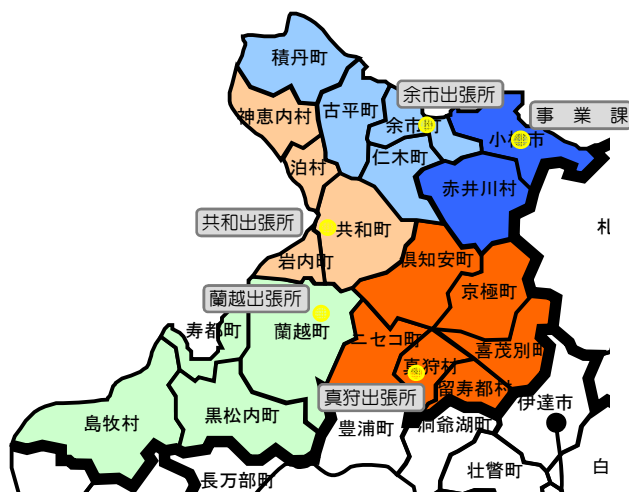 積丹町
余市出張所
神恵内村
古平町
余市町
事　業　課
小樽市
仁木町
泊村
赤井川村
共和出張所
共和町
札
岩内町
倶知安町
京極町
蘭越出張所
寿都町
蘭越町
ニセコ町
喜茂別町
真狩村
真狩出張所
留寿都村
島牧村
黒松内町
豊浦町
洞爺湖町
伊達市
長万部町
壮瞥町
白